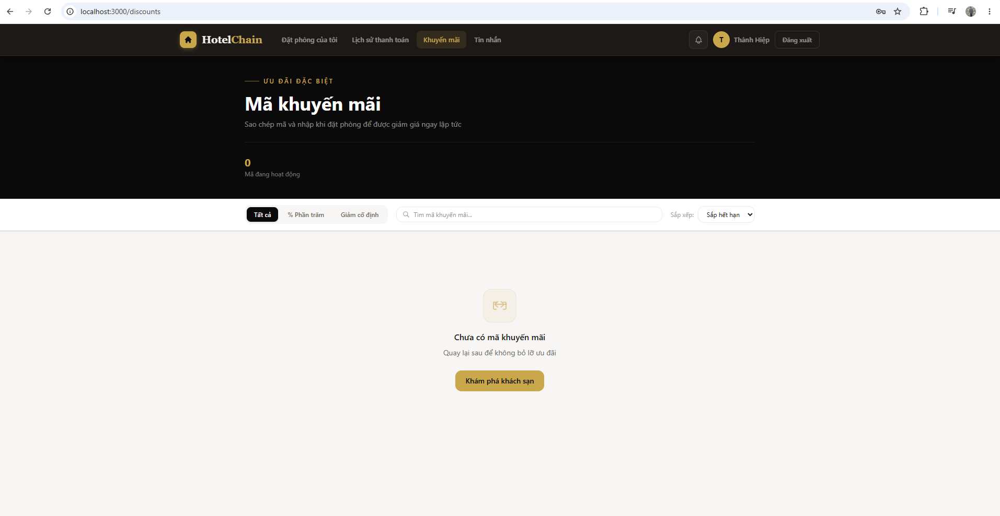 localhost:3000/discounts
HotelChain Đặt phòng của tôi Lịch sử thanh toán Khuyến mãi Tin nhắn T Thành Hiệp Đăng xuất
ƯU ĐÃI ĐẶC BIỆT
Mã khuyến mãi
Sao chép mã và nhập khi đặt phòng để được giảm giá ngay lập tức
0
Mã đang hoạt động
Tất cả % Phần trăm Giảm cố định Tìm mã khuyến mãi... Sắp xếp: Sắp hết hạn
Chưa có mã khuyến mãi
Quay lại sau để không bỏ lỡ ưu đãi
Khám phá khách sạn